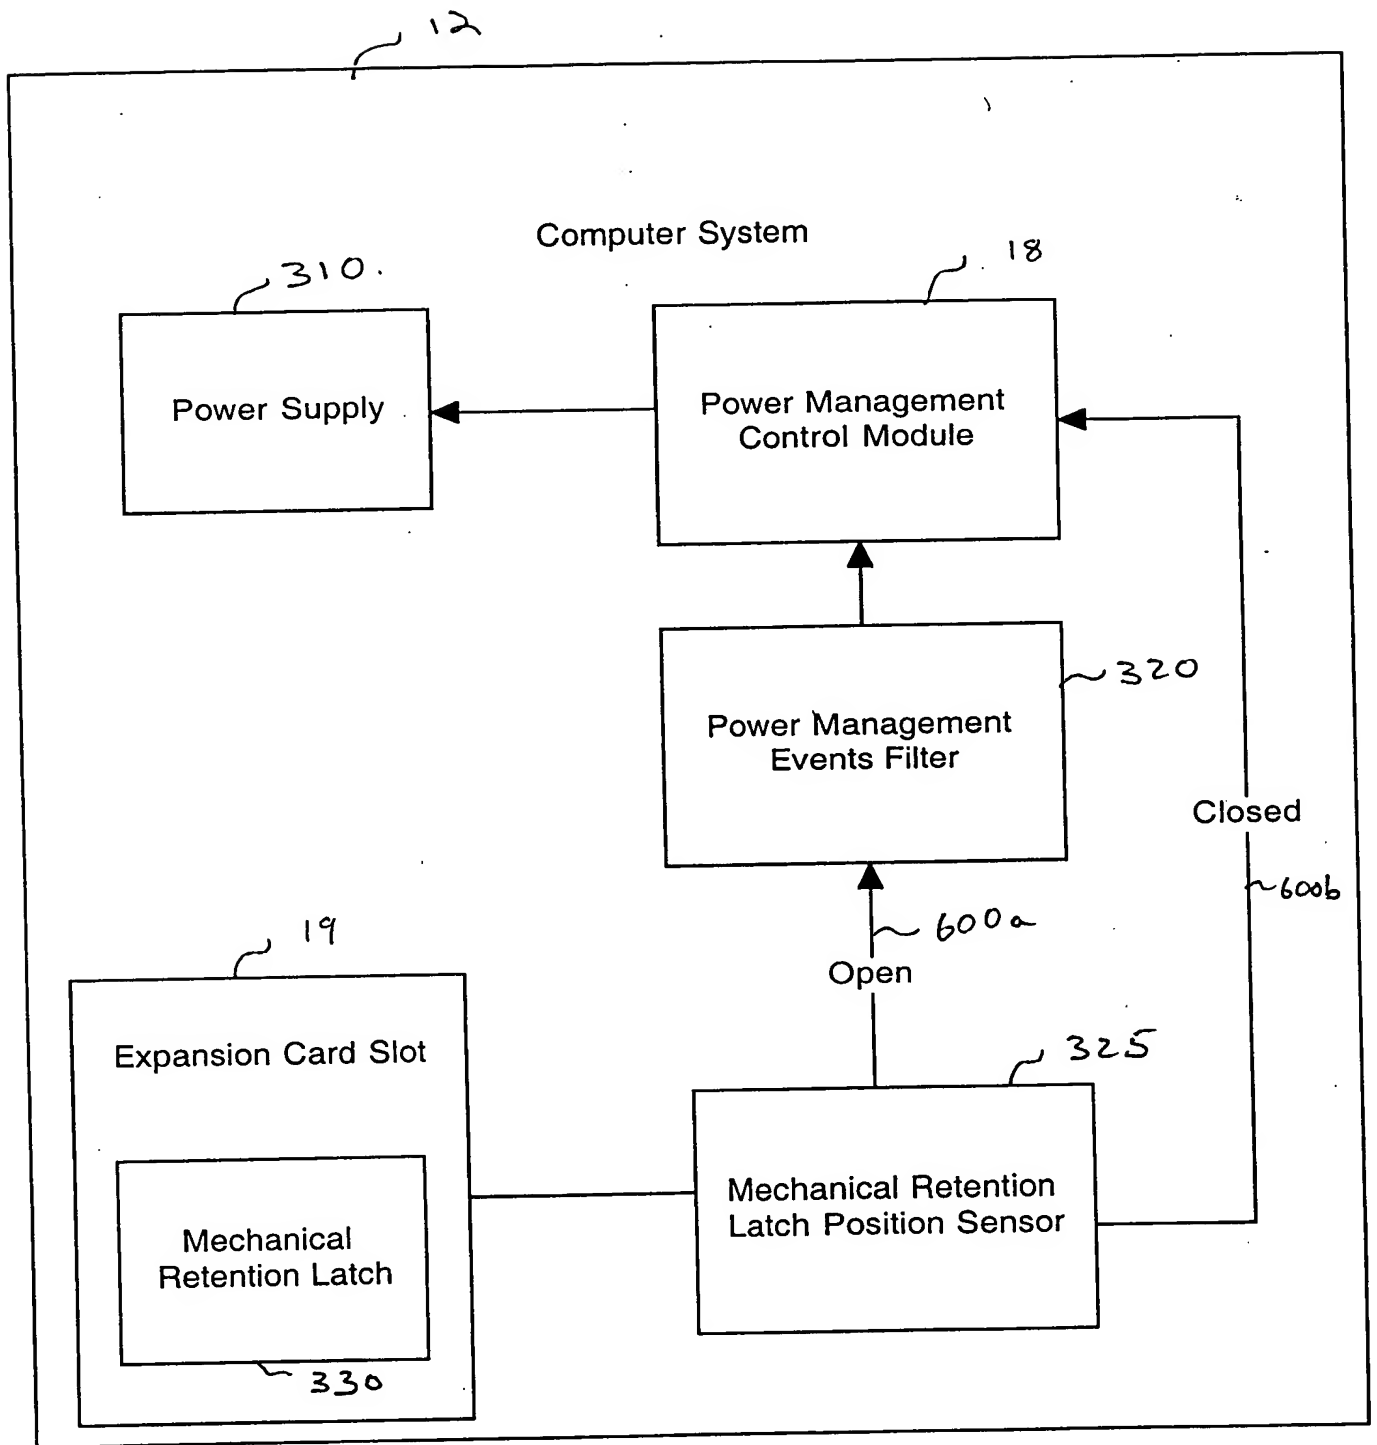 12
Computer System
310.
18
Power Supply
Power Management
Control Module
320
Power Management
Events Filter
Closed
600b
600a
Open
19
Expansion Card Slot
325
Mechanical Retention
Latch Position Sensor
Mechanical
Retention Latch
330